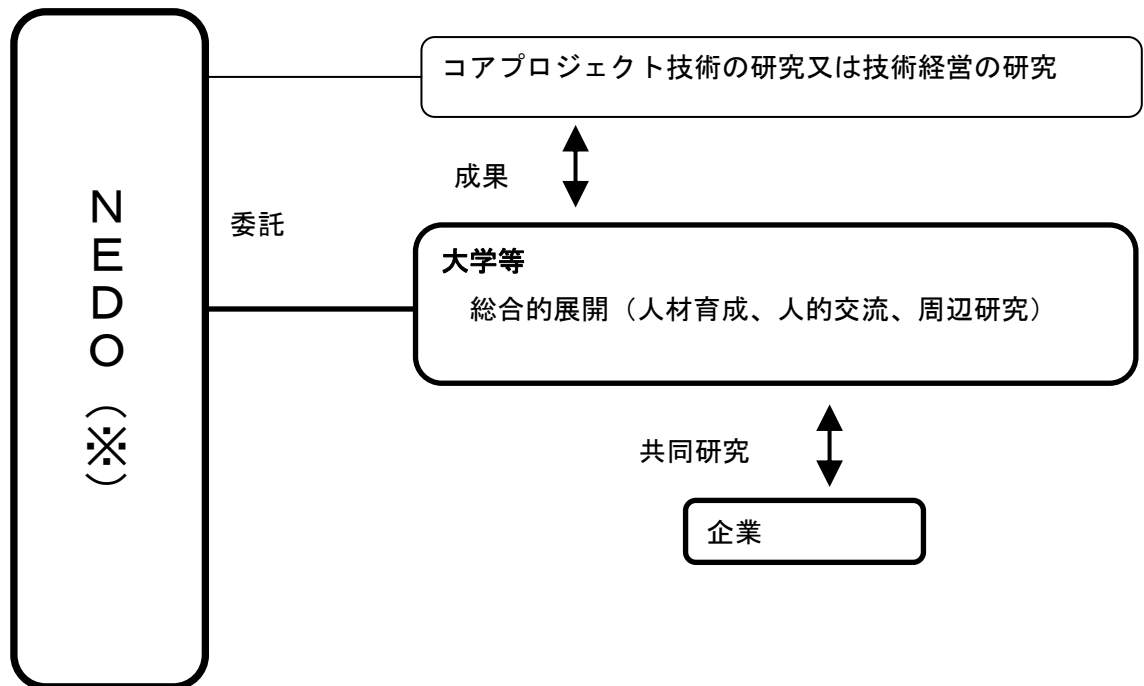 NEDO（※）
委託
コアプロジェクト技術の研究又は技術経営の研究
成果
大学等
総合的展開（人材育成、人的交流、周辺研究）
共同研究
企業